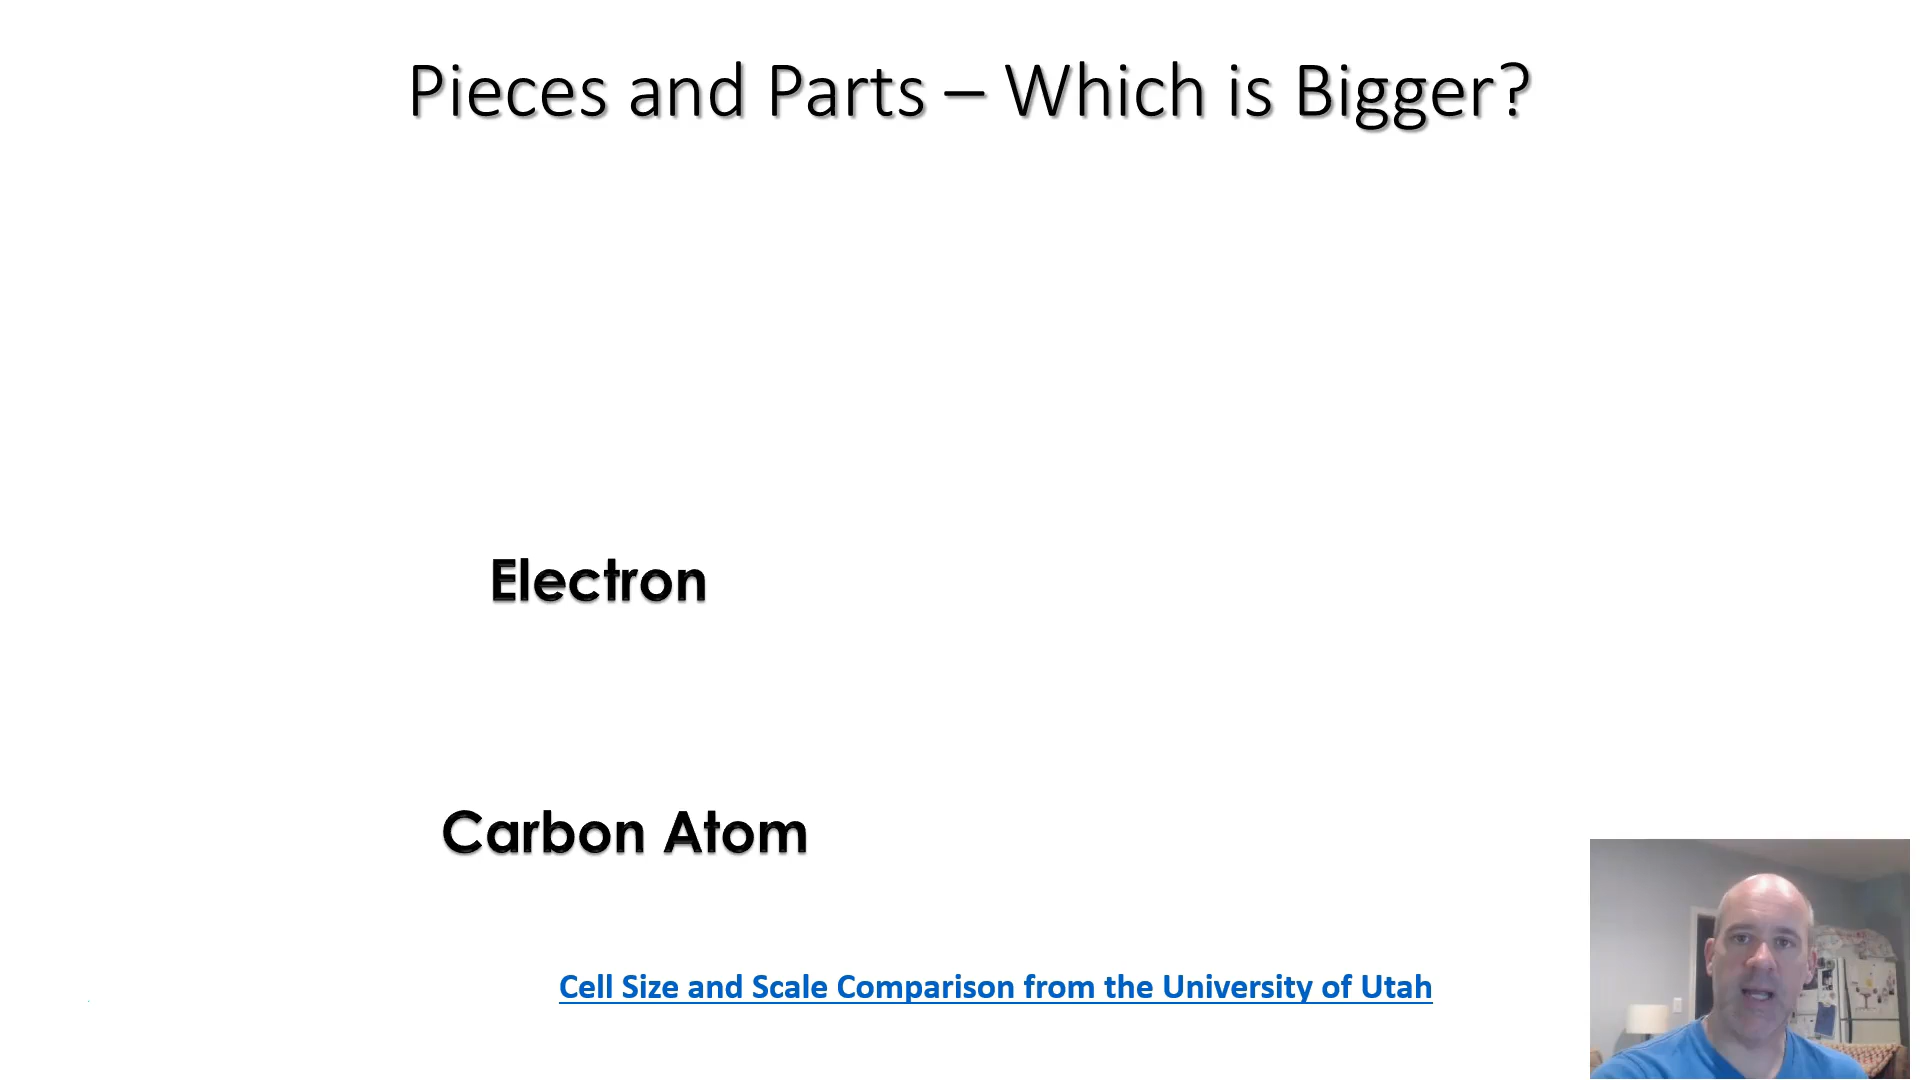 Pieces and Parts – Which is Bigger?
Electron
Carbon Atom
Cell Size and Scale Comparison from the University of Utah